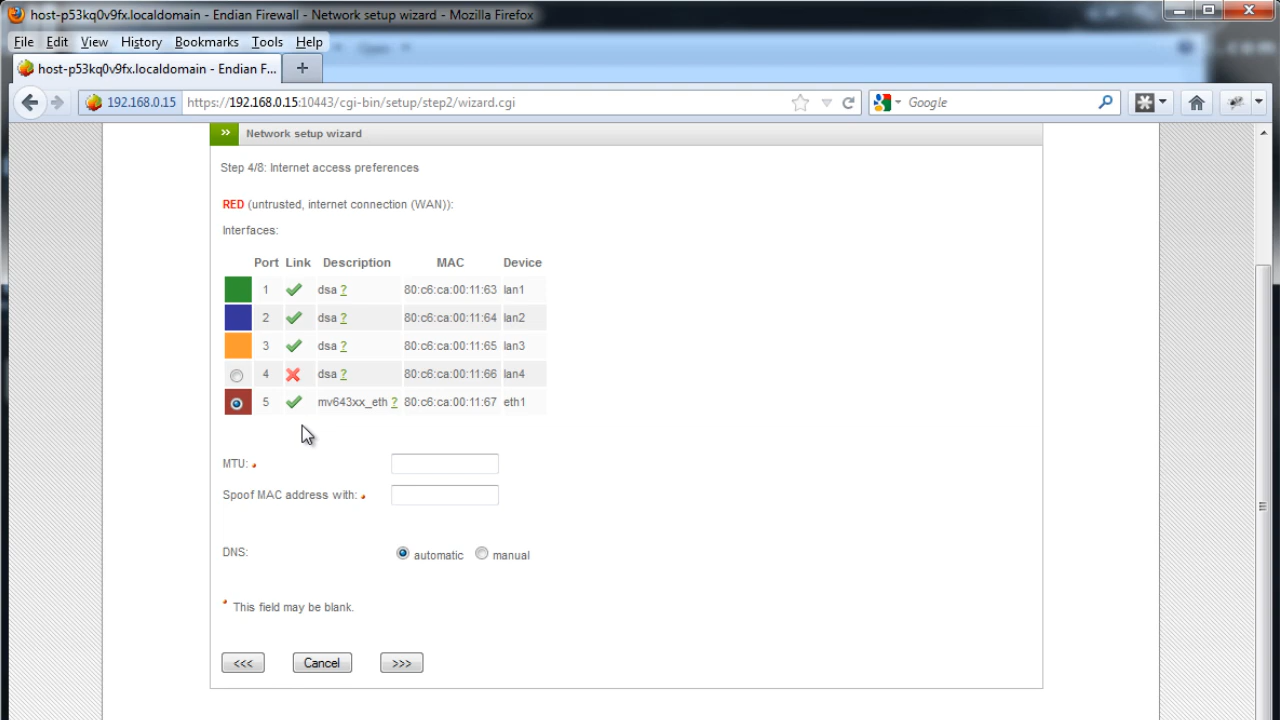 host-p53kq0v9fx.localdomain - Endian Firewall - Network setup wizard - Mozilla Firefox
File Edit View History Bookmarks Tools Help
host-p53kq0v9fx.localdomain - Endian F... +
192.168.0.15 https://192.168.0.15:10443/cgi-bin/setup/step2/wizard.cgi Google
>> Network setup wizard
Step 4/8: Internet access preferences
RED (untrusted, internet connection (WAN)):
Interfaces:
Port Link Description MAC Device
1 dsa ? 80:c6:ca:00:11:63 lan1
2 dsa ? 80:c6:ca:00:11:64 lan2
3 dsa ? 80:c6:ca:00:11:65 lan3
4 dsa ? 80:c6:ca:00:11:66 lan4
5 mv643xx_eth ? 80:c6:ca:00:11:67 eth1
MTU:
Spoof MAC address with:
DNS: automatic manual
This field may be blank.
<<< Cancel >>>